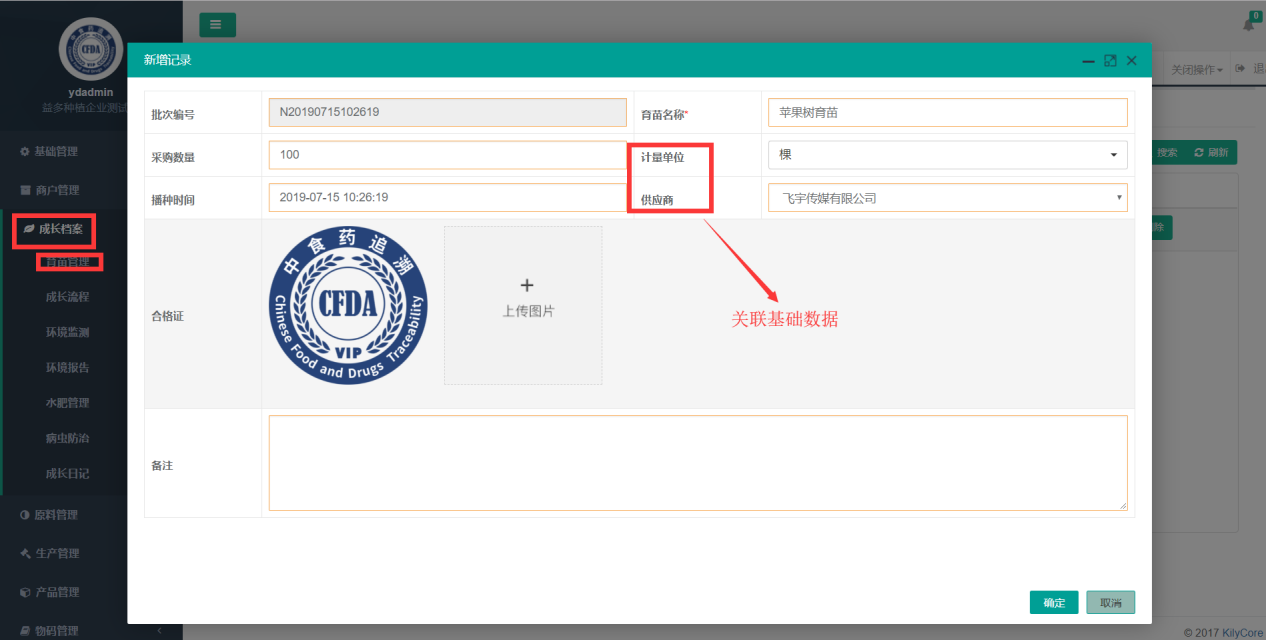 0
中食药追溯
CFDA
VIP
ydadmin
益多种植企业测试
关闭操作
新增记录
批次编号
N20190715102619
育苗名称*
苹果树育苗
采购数量
100
计量单位
棵
播种时间
2019-07-15 10:26:19
供应商
飞宇传媒有限公司
合格证
中食药追溯
CFDA
VIP
Chinese Food and Drugs Traceability
+
上传图片
关联基础数据
备注
确定
取消
基础管理
商户管理
成长档案
育苗管理
成长流程
环境监测
环境报告
水肥管理
病虫防治
成长日记
原料管理
生产管理
产品管理
物码管理
搜索
刷新
© 2017 KilyCore